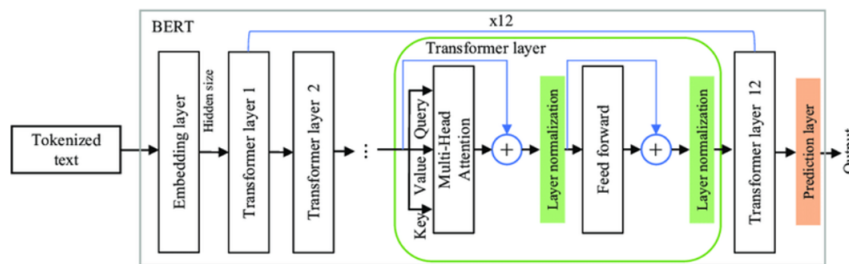 x12
BERT
Transformer layer
Tokenized
text
Embedding layer
Hidden size
Transformer layer 1
Transformer layer 2
...
Key
Value
Query
Multi-Head
Attention
+
Layer normalization
Feed forward
+
Layer normalization
Transformer layer 12
Prediction layer
Output